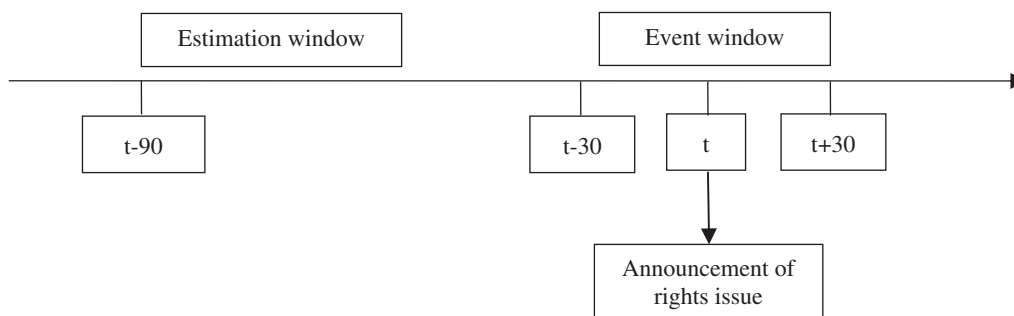 Estimation window
Event window
t-90
t-30
t
t+30
Announcement of
rights issue